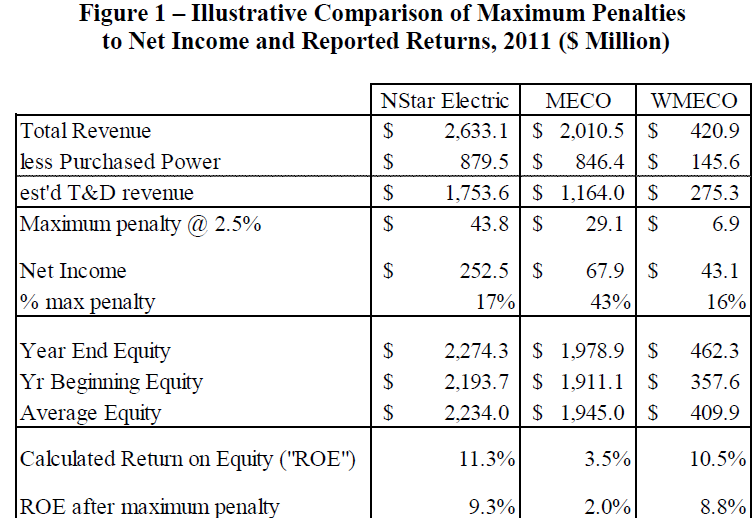 Figure 1 – Illustrative Comparison of Maximum Penalties
to Net Income and Reported Returns, 2011 ($ Million)
NStar Electric MECO WMECO
Total Revenue $ 2,633.1 $ 2,010.5 $ 420.9
less Purchased Power $ 879.5 $ 846.4 $ 145.6
est'd T&D revenue $ 1,753.6 $ 1,164.0 $ 275.3
Maximum penalty @ 2.5% $ 43.8 $ 29.1 $ 6.9
Net Income $ 252.5 $ 67.9 $ 43.1
% max penalty 17% 43% 16%
Year End Equity $ 2,274.3 $ 1,978.9 $ 462.3
Yr Beginning Equity $ 2,193.7 $ 1,911.1 $ 357.6
Average Equity $ 2,234.0 $ 1,945.0 $ 409.9
Calculated Return on Equity ("ROE") 11.3% 3.5% 10.5%
ROE after maximum penalty 9.3% 2.0% 8.8%